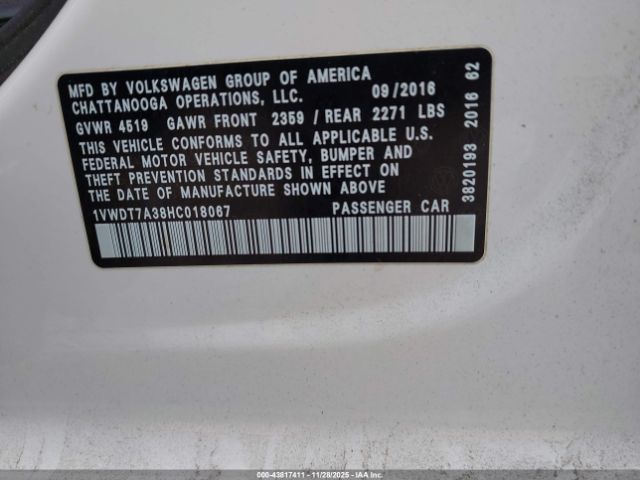 MFD BY VOLKSWAGEN GROUP OF AMERICA
CHATTANOOGA OPERATIONS, LLC. 09/2016
GVWR 4519 GAWR FRONT 2359 / REAR 2271 LBS
THIS VEHICLE CONFORMS TO ALL APPLICABLE U.S.
FEDERAL MOTOR VEHICLE SAFETY, BUMPER AND
THEFT PREVENTION STANDARDS IN EFFECT ON
THE DATE OF MANUFACTURE SHOWN ABOVE
1VWDT7A38HC018067 PASSENGER CAR
3820193 2016 62
000-43817411 - 11/28/2025 - IAAI.COM